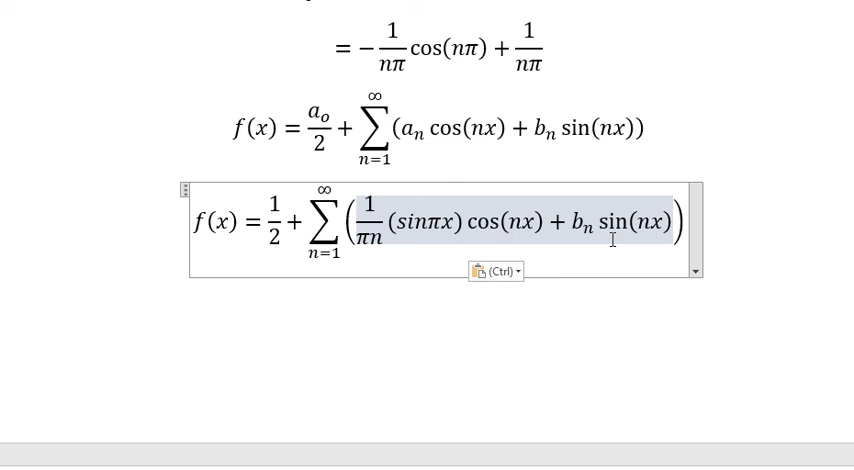 = − 1/nπ cos(nπ) + 1/nπ
f(x) = a_o/2 + ∑_{n=1}^{∞} (a_n cos(nx) + b_n sin(nx))
f(x) = 1/2 + ∑_{n=1}^{∞} (1/πn (sinπx) cos(nx) + b_n sin(nx))
(Ctrl)